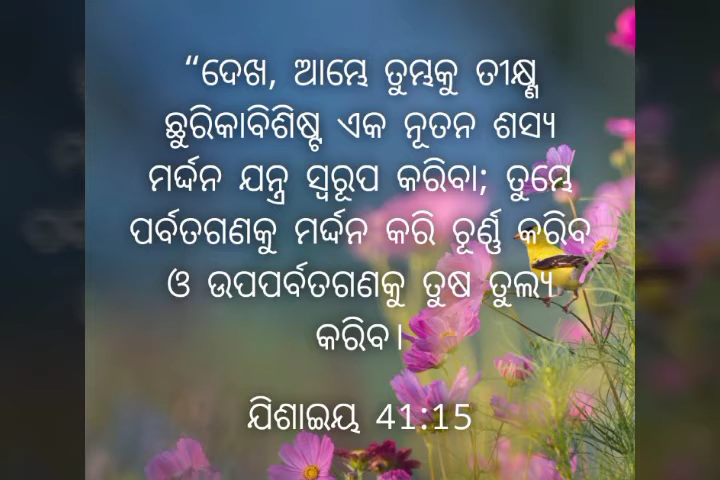 “ଦେଖ, ଆମ୍ଭେ ତୁମ୍ଭକୁ ତୀକ୍ଷ୍ଣ
ଛୁରିକାବିଶିଷ୍ଟ ଏକ ନୂତନ ଶସ୍ୟ
ମର୍ଦ୍ଦନ ଯନ୍ତ୍ର ସ୍ୱରୂପ କରିବା; ତୁମ୍ଭେ
ପର୍ବତଗଣକୁ ମର୍ଦ୍ଦନ କରି ଚୂର୍ଣ୍ଣ କରିବ
ଓ ଉପପର୍ବତଗଣକୁ ତୁଷ ତୁଲ୍ୟ
କରିବ।
ଯିଶାଇୟ 41:15